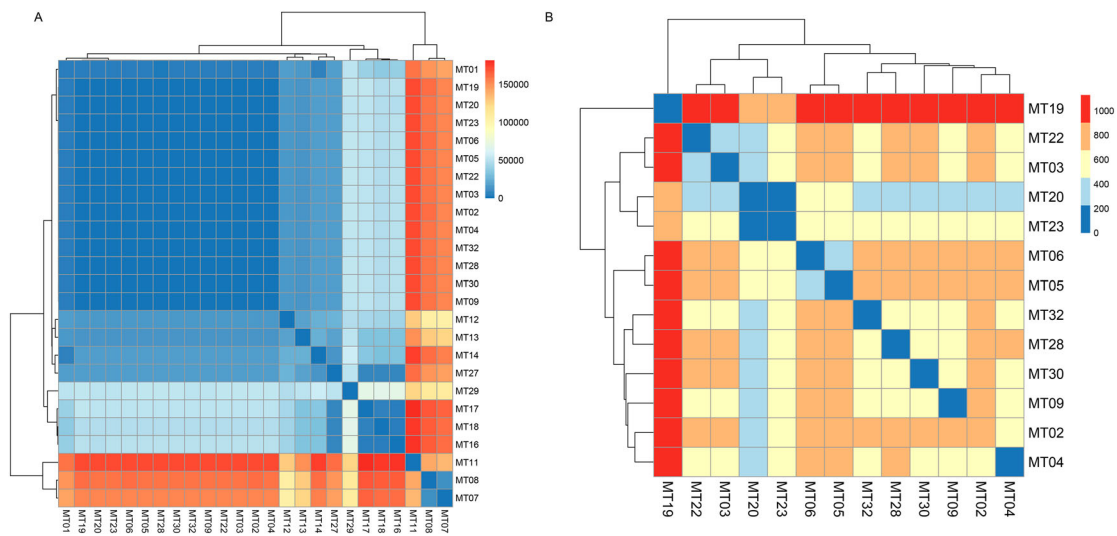 A
B
MT01
MT19
MT20
MT23
MT06
MT05
MT22
MT03
MT02
MT04
MT32
MT28
MT30
MT09
MT12
MT13
MT14
MT27
MT29
MT17
MT18
MT16
MT11
MT08
MT07
150000
100000
50000
0
MT01
MT19
MT20
MT23
MT06
MT05
MT28
MT30
MT32
MT09
MT22
MT03
MT02
MT04
MT12
MT13
MT14
MT27
MT29
MT17
MT18
MT16
MT11
MT08
MT07
MT19
MT22
MT03
MT20
MT23
MT06
MT05
MT32
MT28
MT30
MT09
MT02
MT04
1000
800
600
400
200
0
MT19
MT22
MT03
MT20
MT23
MT06
MT05
MT32
MT28
MT30
MT09
MT02
MT04